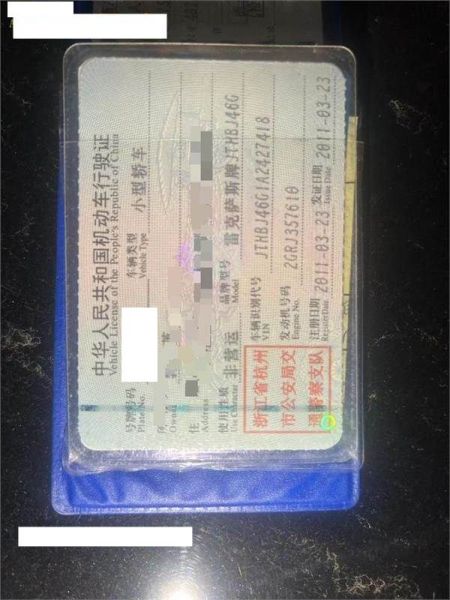 中华人民共和国机动车行驶证
Vehicle License of the People's Republic of China
号牌号码
Plate No.
车辆类型 小型轿车
Vehicle Type
Owner
住
Address
使用性质 非营运
Use Character
品牌型号 雷克萨斯牌JTHBJ46G
Model
浙江省杭州
市公安局交
通警察支队
车辆识别代号 JTHBJ46G1A2427418
VIN
发动机号码 2GRJ357610
Engine No.
注册日期 2011-03-23 发证日期 2011-03-23
Register Date Issue Date